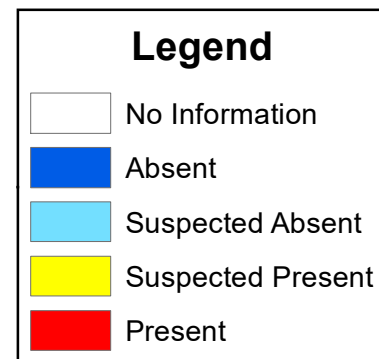 Legend
No Information
Absent
Suspected Absent
Suspected Present
Present